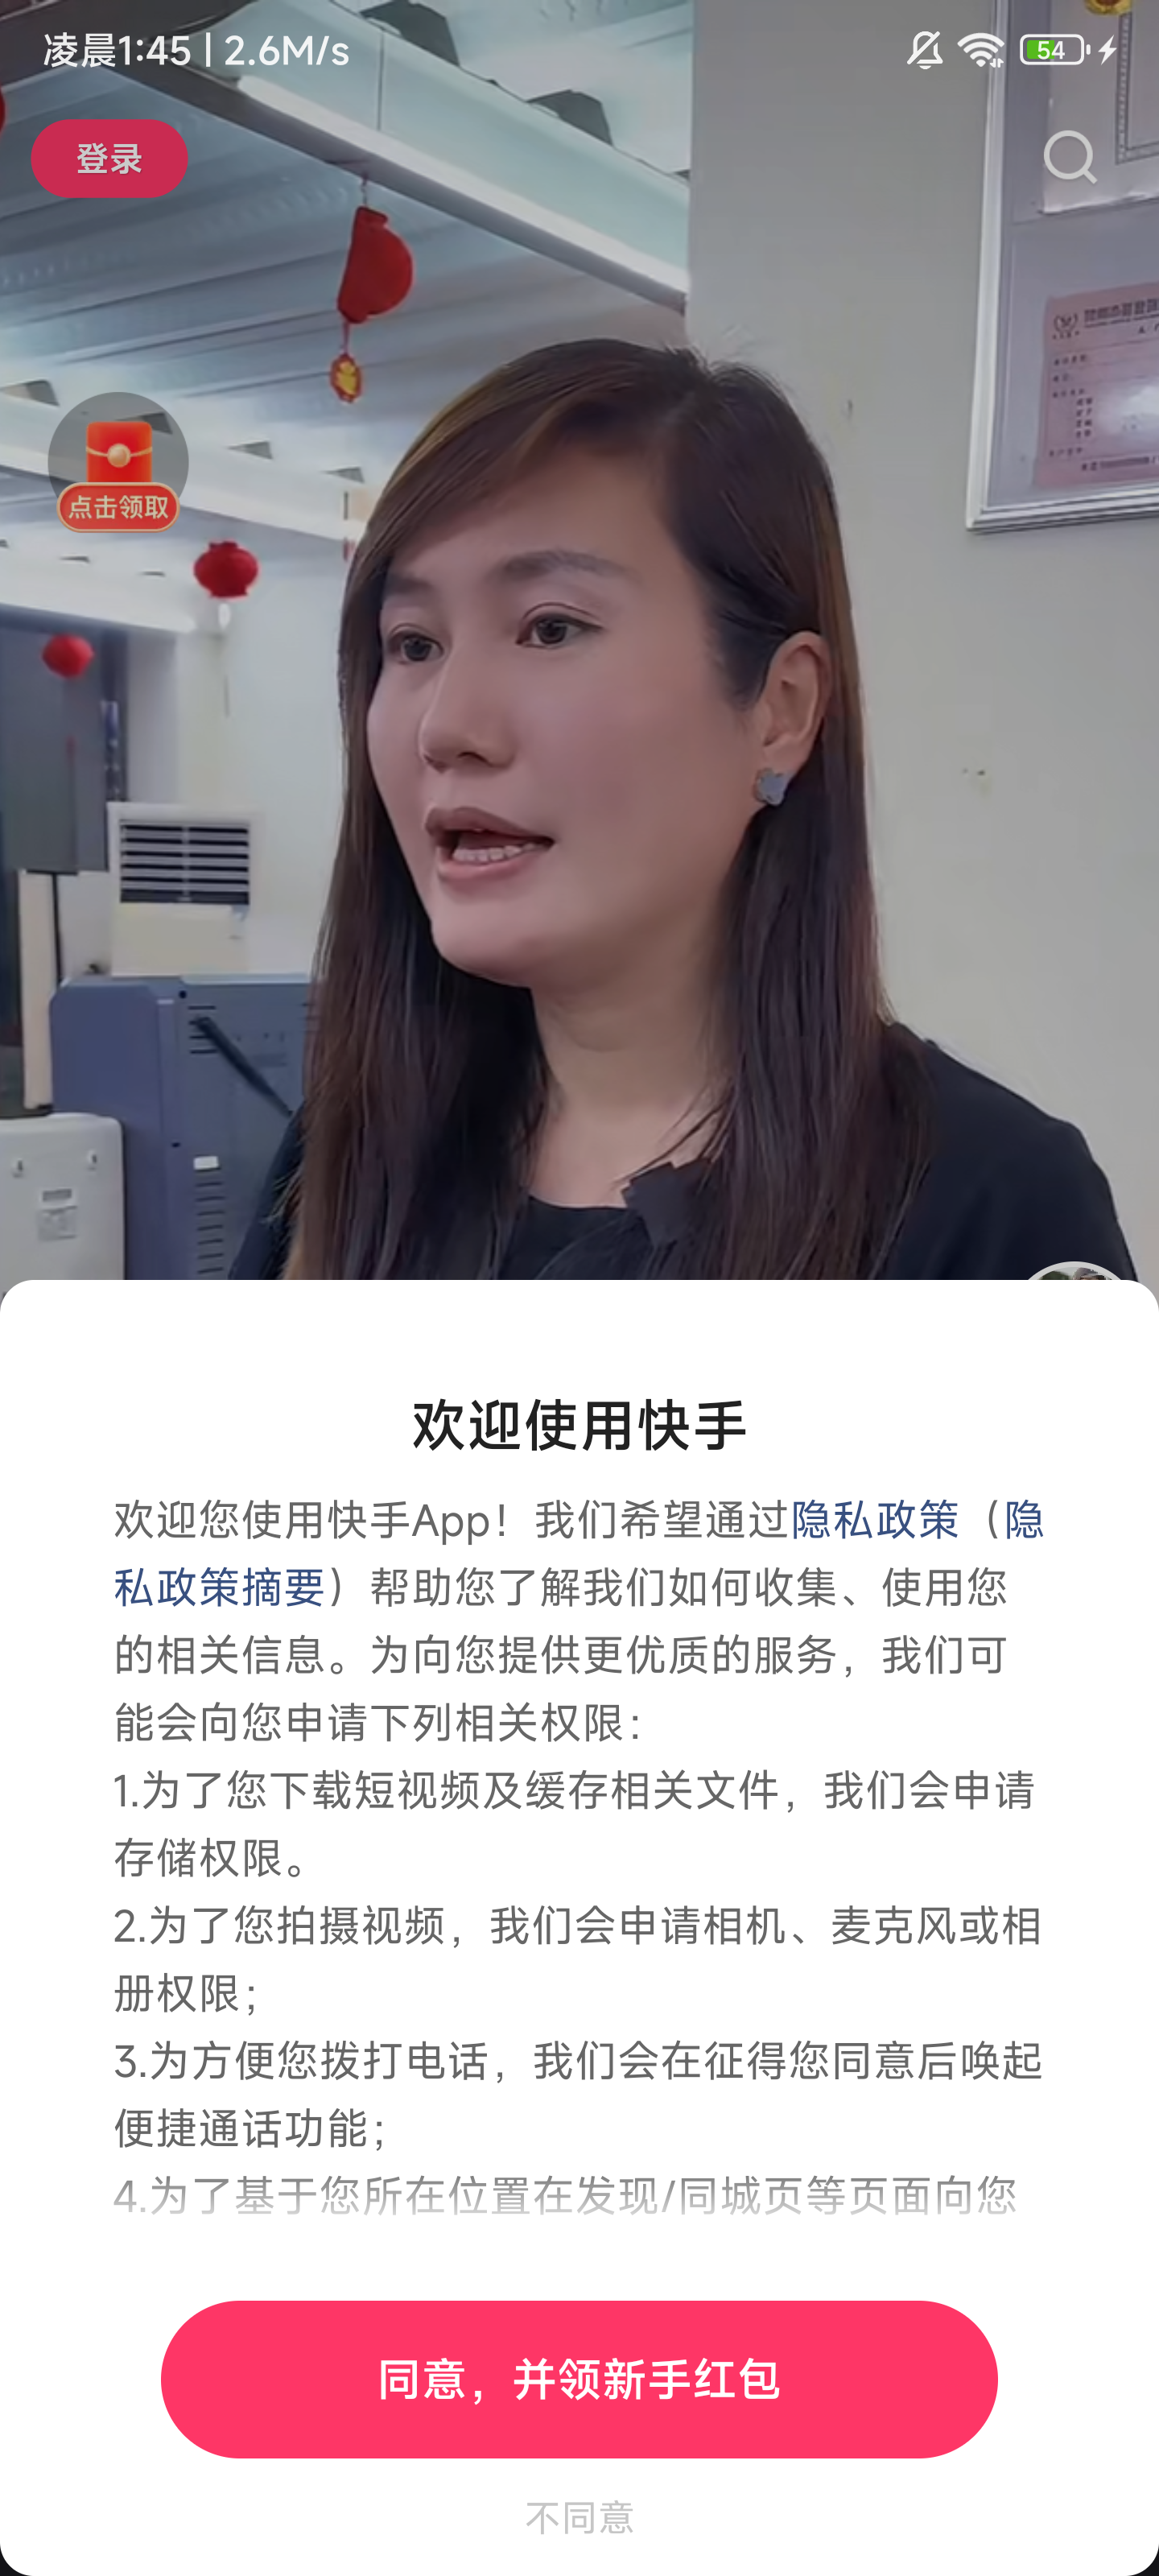 凌晨1:45 | 2.6M/s
54
登录
点击领取
欢迎使用快手
欢迎您使用快手App！我们希望通过隐私政策（隐
私政策摘要）帮助您了解我们如何收集、使用您
的相关信息。为向您提供更优质的服务，我们可
能会向您申请下列相关权限：
1.为了您下载短视频及缓存相关文件，我们会申请
存储权限。
2.为了您拍摄视频，我们会申请相机、麦克风或相
册权限；
3.为方便您拨打电话，我们会在征得您同意后唤起
便捷通话功能；
4.为了基于您所在位置在发现/同城页等页面向您
同意，并领新手红包
不同意